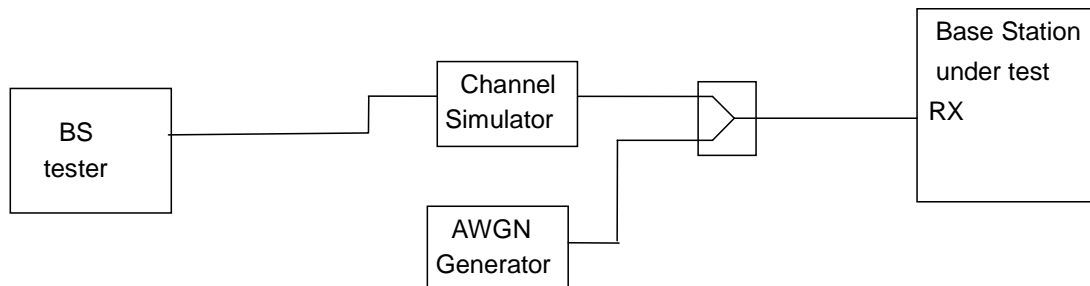 BS
tester
Channel
Simulator
AWGN
Generator
Base Station
under test
RX